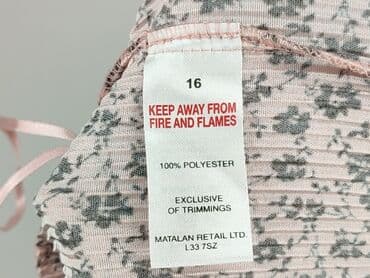 16
KEEP AWAY FROM
FIRE AND FLAMES
100% POLYESTER
EXCLUSIVE
OF TRIMMINGS
MATALAN RETAIL LTD.
L33 7SZ